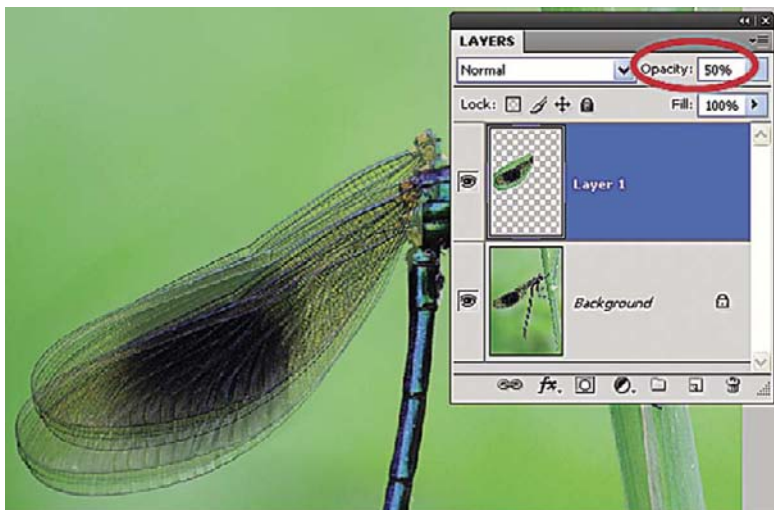 LAYERS
Normal Opacity: 50%
Lock: Fill: 100%
Layer 1
Background
fx.